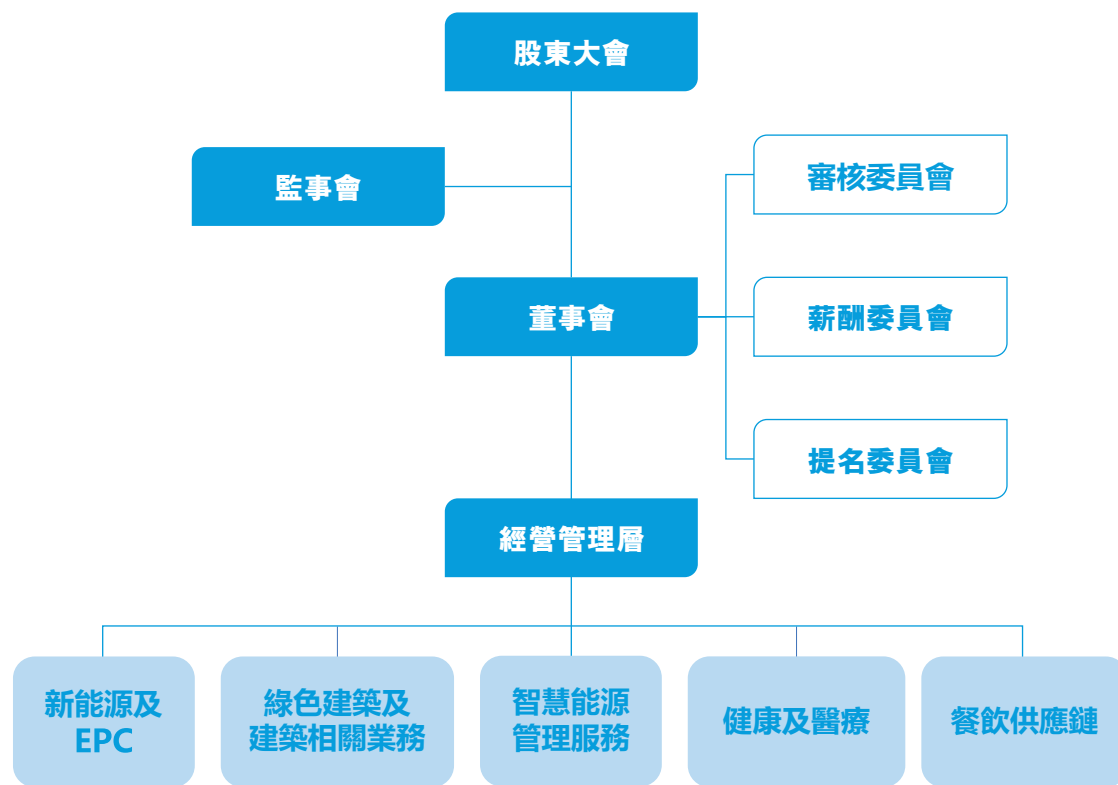 股東大會
監事會
審核委員會
董事會
薪酬委員會
提名委員會
經營管理層
新能源及
EPC
綠色建築及
建築相關業務
智慧能源
管理服務
健康及醫療
餐飲供應鏈